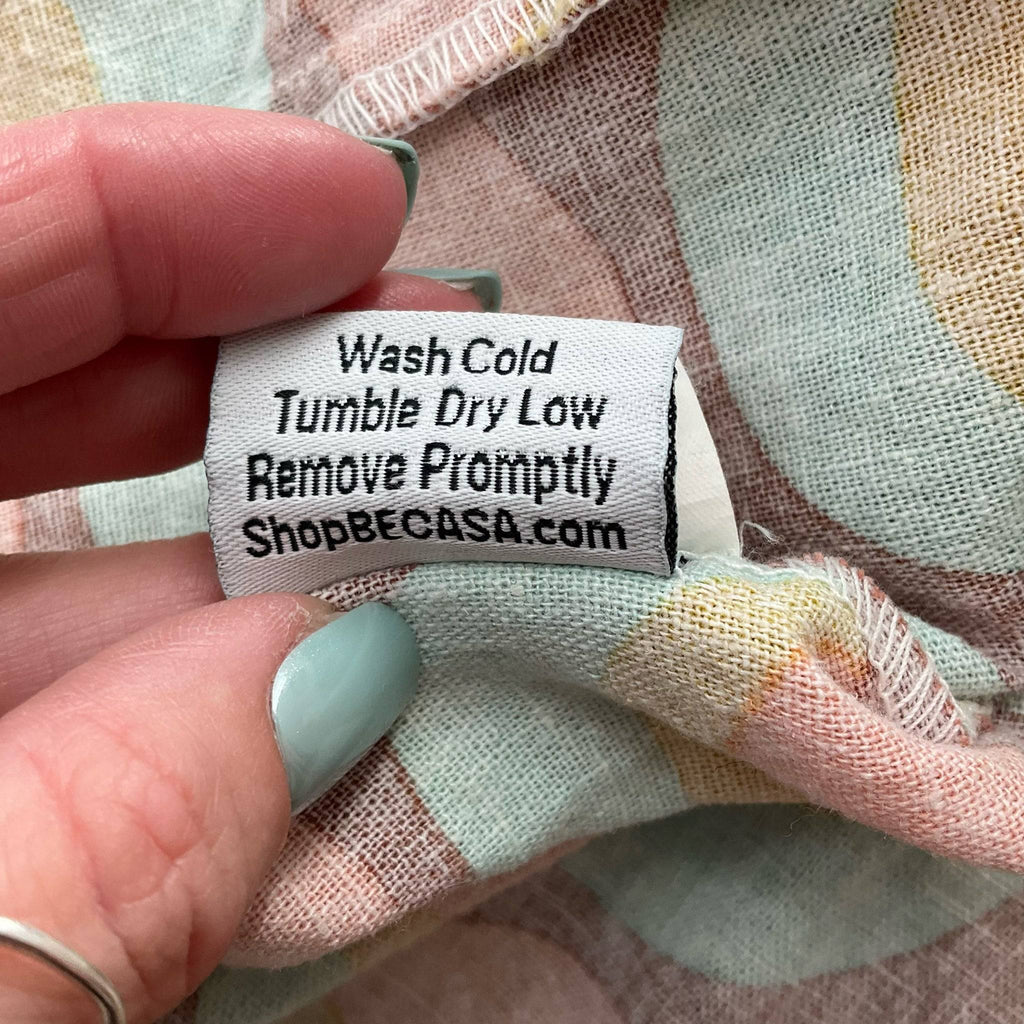 Wash Cold
Tumble Dry Low
Remove Promptly
ShopBECASA.com